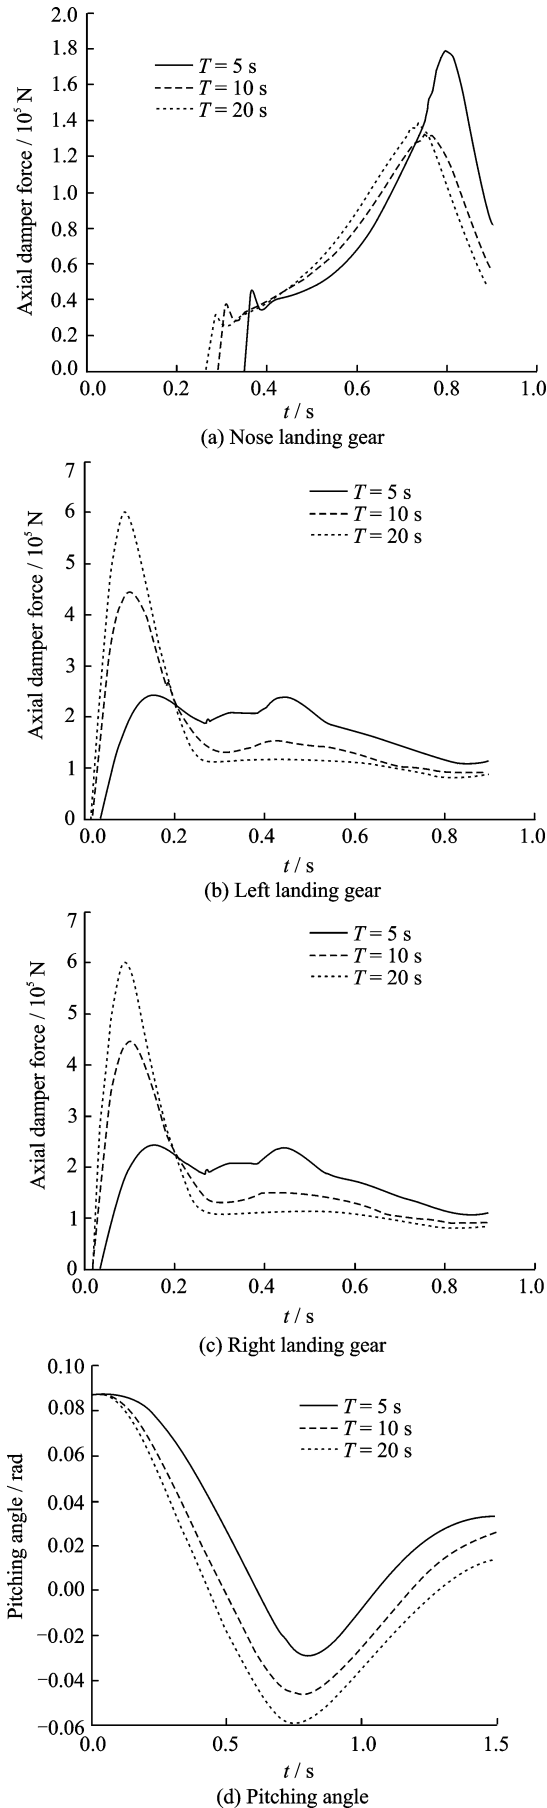 2.0
1.8
1.6
1.4
1.2
1.0
0.8
0.6
0.4
0.2
0.0
Axial damper force / 10⁵ N
T = 5 s
T = 10 s
T = 20 s
0.0 0.2 0.4 0.6 0.8 1.0
t / s
(a) Nose landing gear
7
6
5
4
3
2
1
0
Axial damper force / 10⁵ N
T = 5 s
T = 10 s
T = 20 s
0.0 0.2 0.4 0.6 0.8 1.0
t / s
(b) Left landing gear
7
6
5
4
3
2
1
0
Axial damper force / 10⁵ N
T = 5 s
T = 10 s
T = 20 s
0.0 0.2 0.4 0.6 0.8 1.0
t / s
(c) Right landing gear
0.10
0.08
0.06
0.04
0.02
0.00
−0.02
−0.04
−0.06
Pitching angle / rad
T = 5 s
T = 10 s
T = 20 s
0.0 0.5 1.0 1.5
t / s
(d) Pitching angle